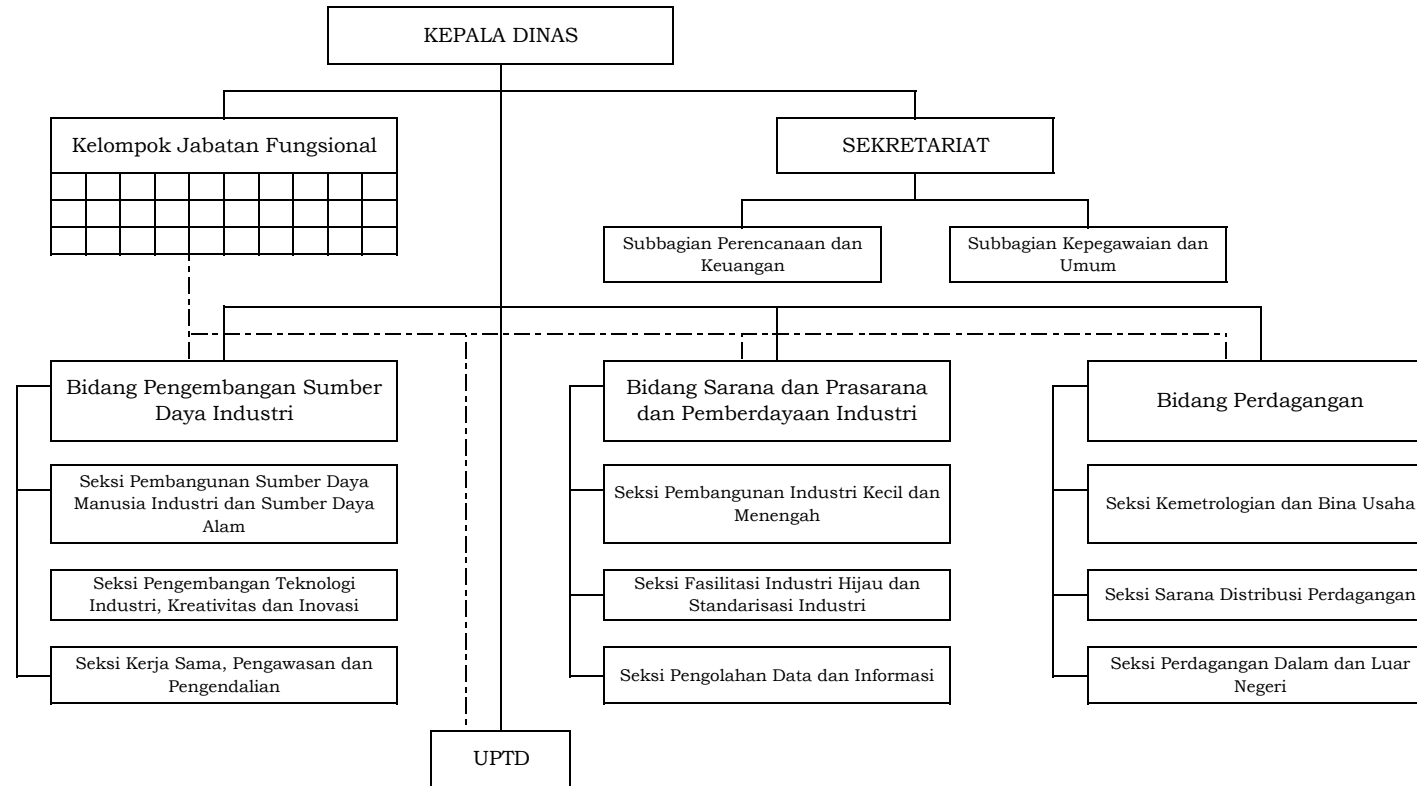 KEPALA DINAS
Kelompok Jabatan Fungsional
SEKRETARIAT
Subbagian Perencanaan dan
Keuangan
Subbagian Kepegawaian dan
Umum
Bidang Pengembangan Sumber
Daya Industri
Bidang Sarana dan Prasarana
dan Pemberdayaan Industri
Bidang Perdagangan
Seksi Pembangunan Sumber Daya
Manusia Industri dan Sumber Daya
Alam
Seksi Pembangunan Industri Kecil dan
Menengah
Seksi Kemetrologian dan Bina Usaha
Seksi Pengembangan Teknologi
Industri, Kreativitas dan Inovasi
Seksi Fasilitasi Industri Hijau dan
Standarisasi Industri
Seksi Sarana Distribusi Perdagangan
Seksi Kerja Sama, Pengawasan dan
Pengendalian
Seksi Pengolahan Data dan Informasi
Seksi Perdagangan Dalam dan Luar
Negeri
UPTD